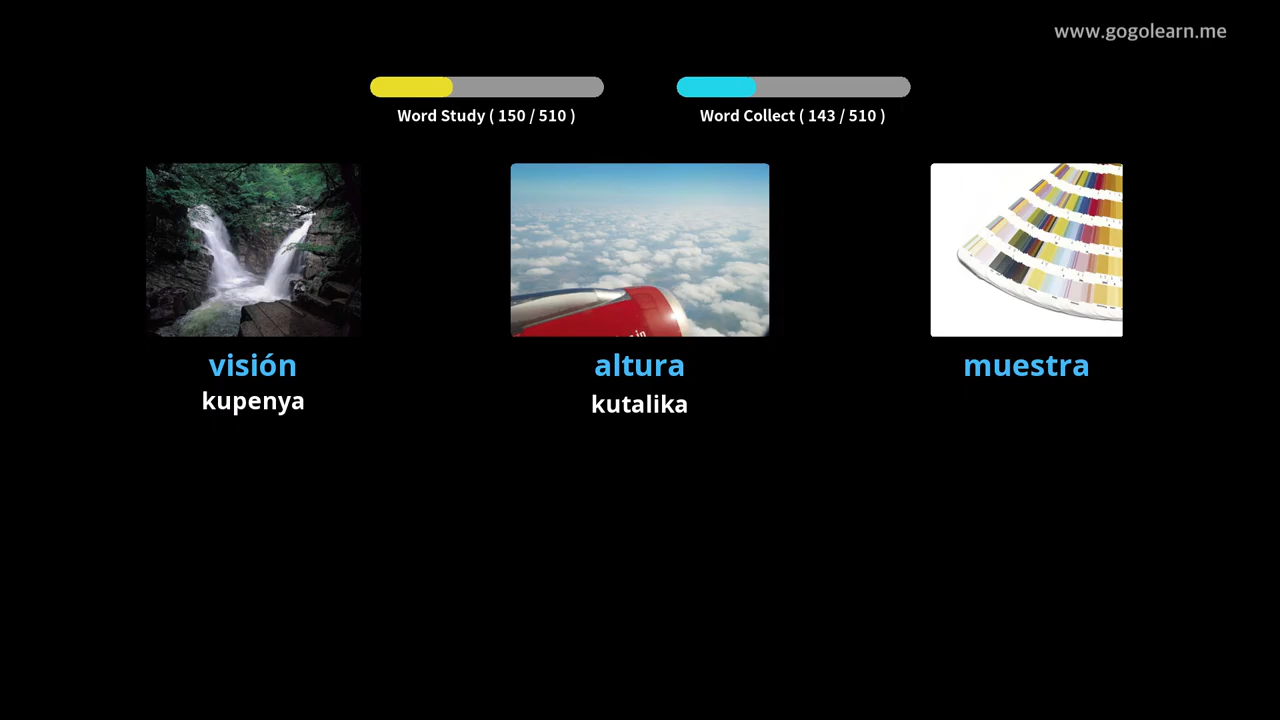 www.gogolearn.me
Word Study ( 150 / 510 )
Word Collect ( 143 / 510 )
visión
altura
muestra
kupenya
kutalika